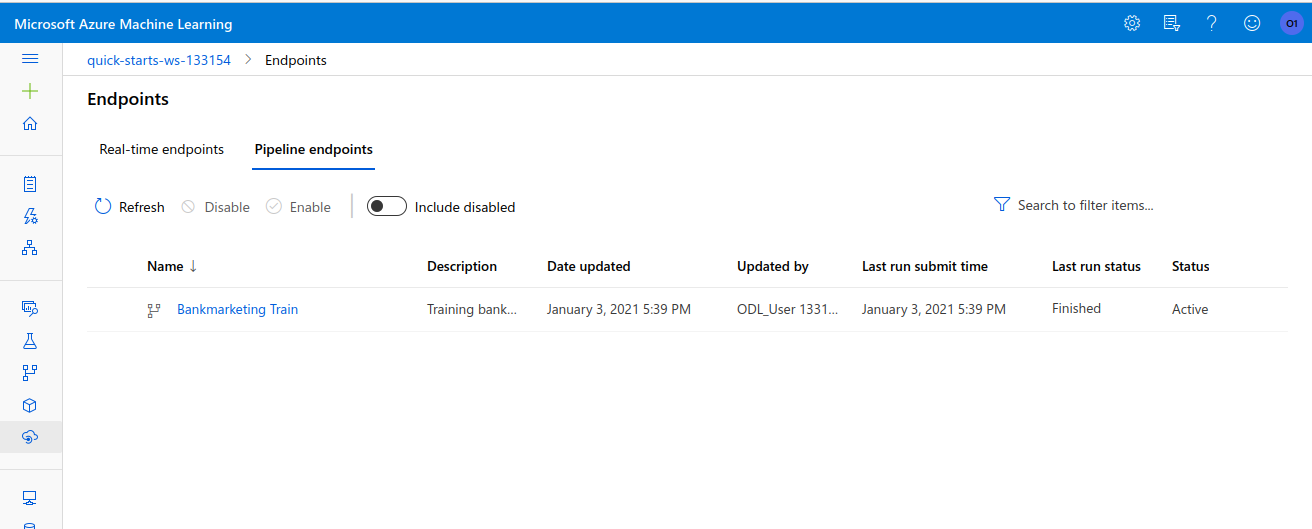 Microsoft Azure Machine Learning
O1
quick-starts-ws-133154 > Endpoints
Endpoints
Real-time endpoints Pipeline endpoints
Refresh Disable Enable Include disabled Search to filter items...
Name ↓ Description Date updated Updated by Last run submit time Last run status Status
Bankmarketing Train Training bank... January 3, 2021 5:39 PM ODL_User 1331... January 3, 2021 5:39 PM Finished Active